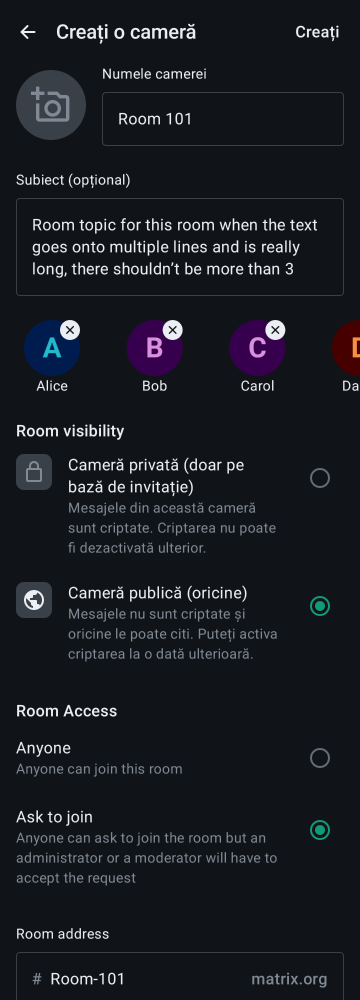 Creați o cameră
Creați
Numele camerei
Room 101
Subiect (opțional)
Room topic for this room when the text
goes onto multiple lines and is really
long, there shouldn’t be more than 3
A
B
C
D
Alice
Bob
Carol
Da
Room visibility
Cameră privată (doar pe
bază de invitație)
Mesajele din această cameră
sunt criptate. Criptarea nu poate
fi dezactivată ulterior.
Cameră publică (oricine)
Mesajele nu sunt criptate și
oricine le poate citi. Puteți activa
criptarea la o dată ulterioară.
Room Access
Anyone
Anyone can join this room
Ask to join
Anyone can ask to join the room but an
administrator or a moderator will have to
accept the request
Room address
# Room-101
matrix.org